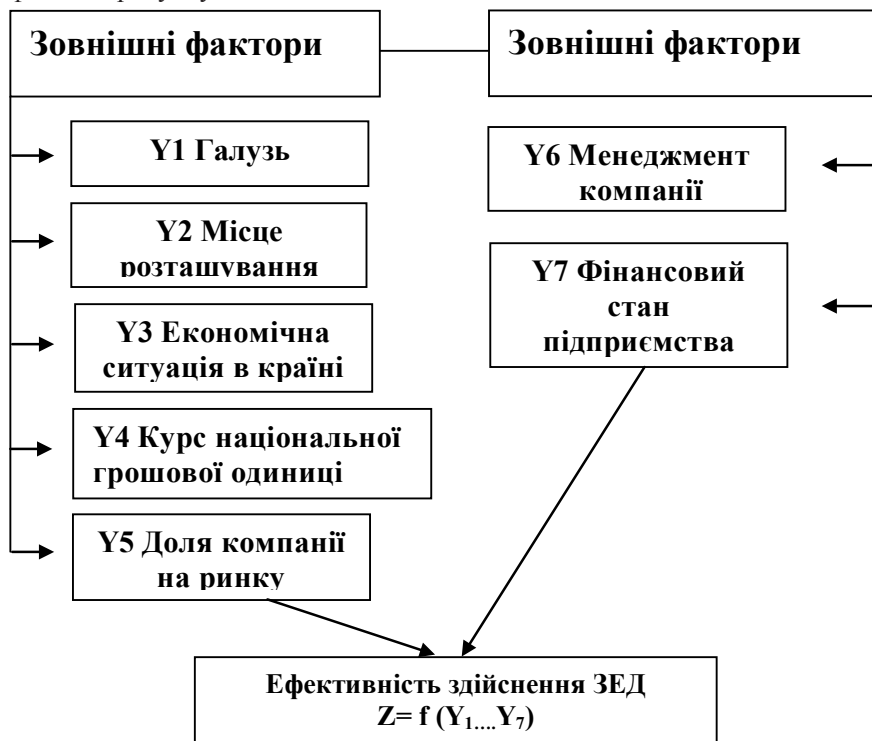 Зовнішні фактори
Зовнішні фактори
Y1 Галузь
Y2 Місце
розташування
Y3 Економічна
ситуація в країні
Y4 Курс національної
грошової одиниці
Y5 Доля компанії
на ринку
Y6 Менеджмент
компанії
Y7 Фінансовий
стан
підприємства
Ефективність здійснення ЗЕД
Z= f (Y1....Y7)